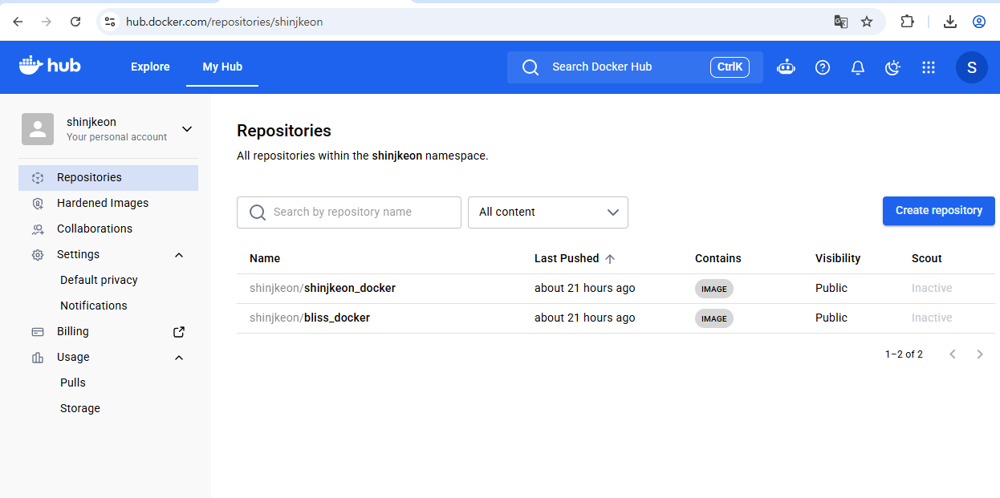 hub.docker.com/repositories/shinjkeon
hub
Explore
My Hub
Search Docker Hub
CtrlK
S
shinjkeon
Your personal account
Repositories
Hardened Images
Collaborations
Settings
Default privacy
Notifications
Billing
Usage
Pulls
Storage
Repositories
All repositories within the shinjkeon namespace.
Search by repository name
All content
Create repository
Name Last Pushed Contains Visibility Scout
shinjkeon/shinjkeon_docker about 21 hours ago IMAGE Public Inactive
shinjkeon/bliss_docker about 21 hours ago IMAGE Public Inactive
1–2 of 2